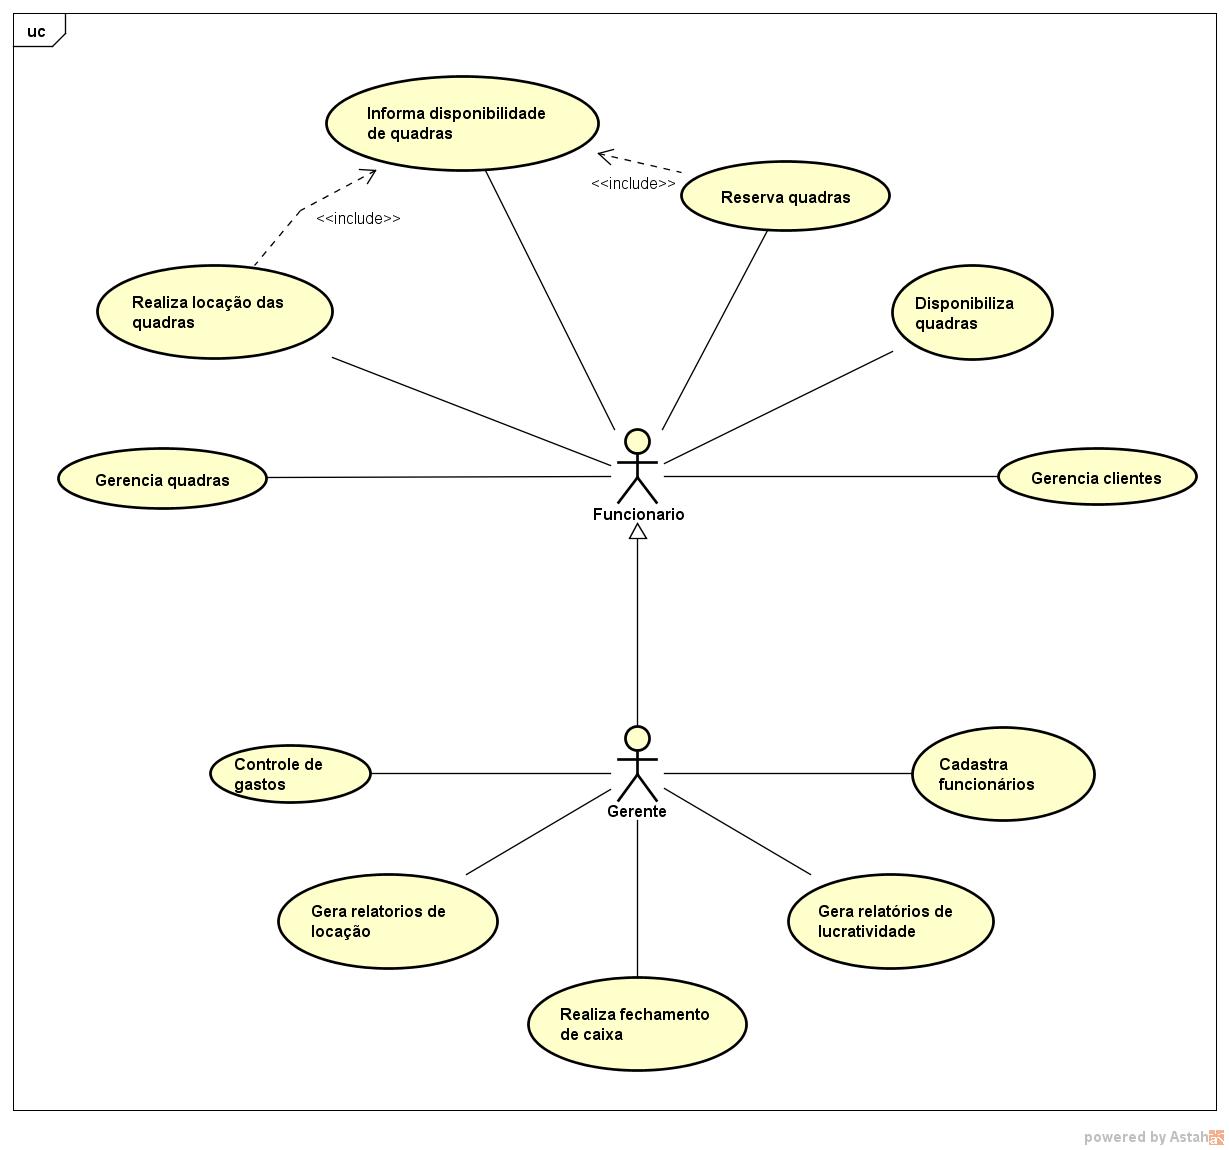 uc
Informa disponibilidade
de quadras
<<include>>
Reserva quadras
<<include>>
Realiza locação das
quadras
Disponibiliza
quadras
Gerencia quadras
Gerencia clientes
Funcionario
Controle de
gastos
Cadastra
funcionários
Gerente
Gera relatorios de
locação
Gera relatórios de
lucratividade
Realiza fechamento
de caixa
powered by Astah